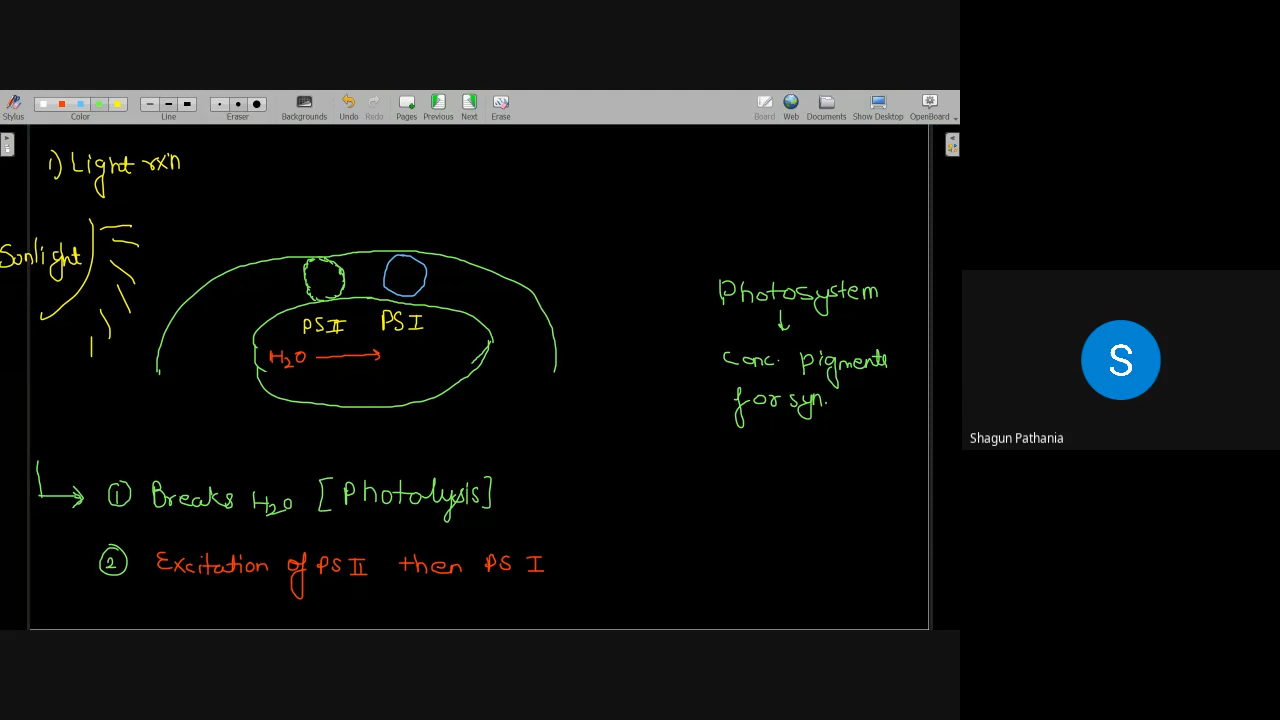 Stylus
Color
Line
Eraser
Backgrounds
Undo
Redo
Pages
Previous
Next
Erase
Board
Web
Documents
Show Desktop
OpenBoard
1) Light rxn
Sunlight
PS II
PS I
H2O
Photosystem
↓
Conc. pigments
for syn.
① Breaks H2O [Photolysis]
② Excitation of PS II then PS I
S
Shagun Pathania